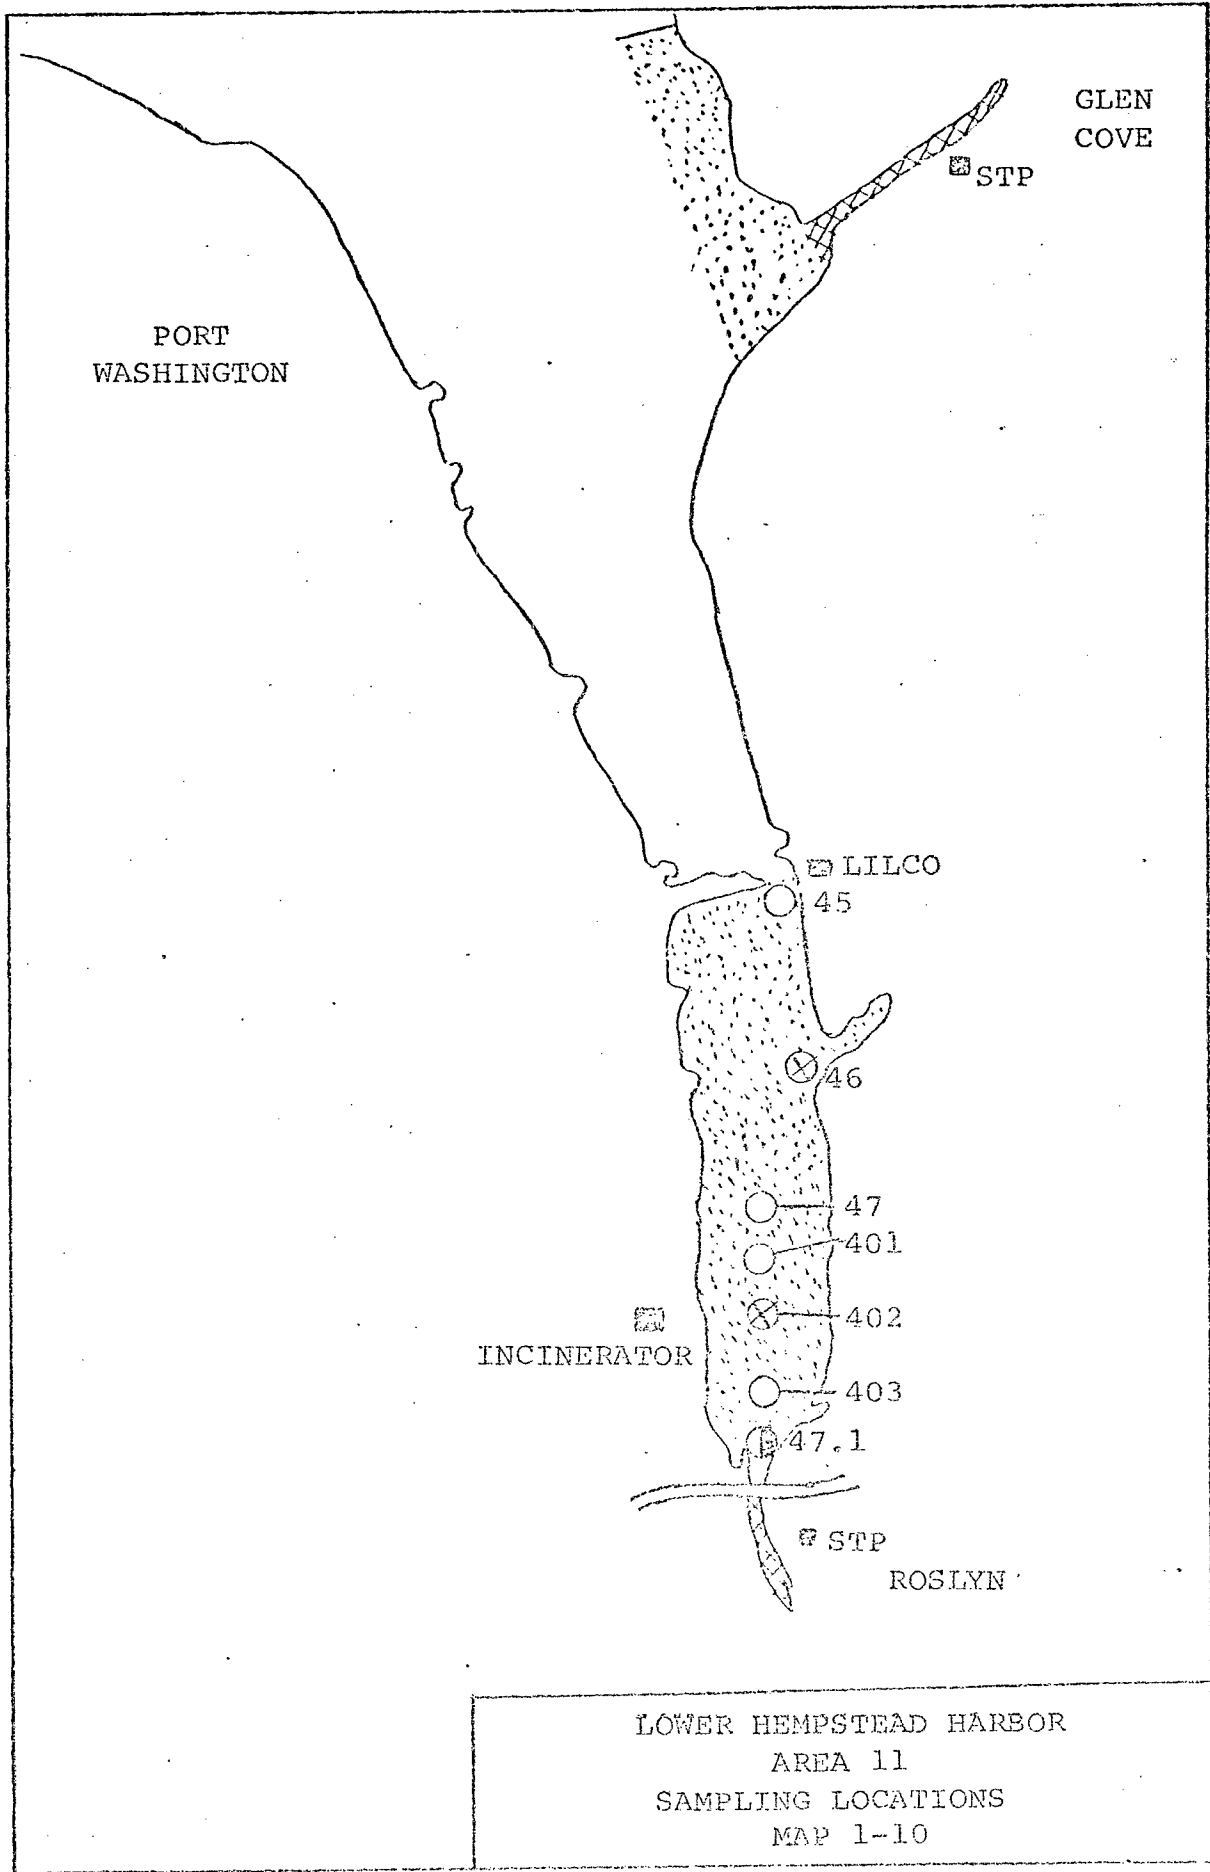 GLEN
COVE
STP
PORT
WASHINGTON
LILCO
45
46
47
401
402
INCINERATOR
403
47.1
STP
ROSLYN
LOWER HEMPSTEAD HARBOR
AREA 11
SAMPLING LOCATIONS
MAP 1-10